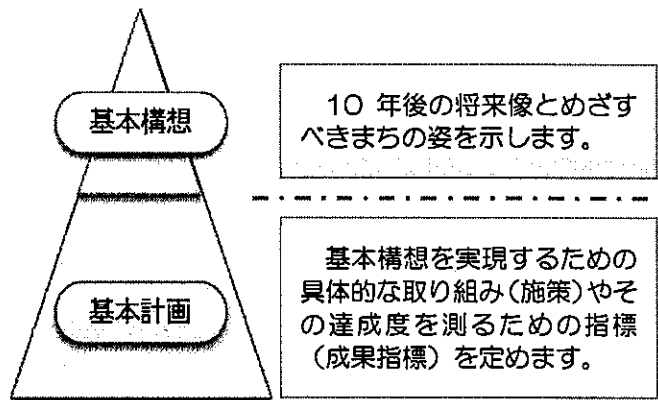 基本構想
10 年後の将来像とめざす
べきまちの姿を示します。
基本計画
基本構想を実現するための
具体的な取り組み（施策）やそ
の達成度を測るための指標
（成果指標）を定めます。